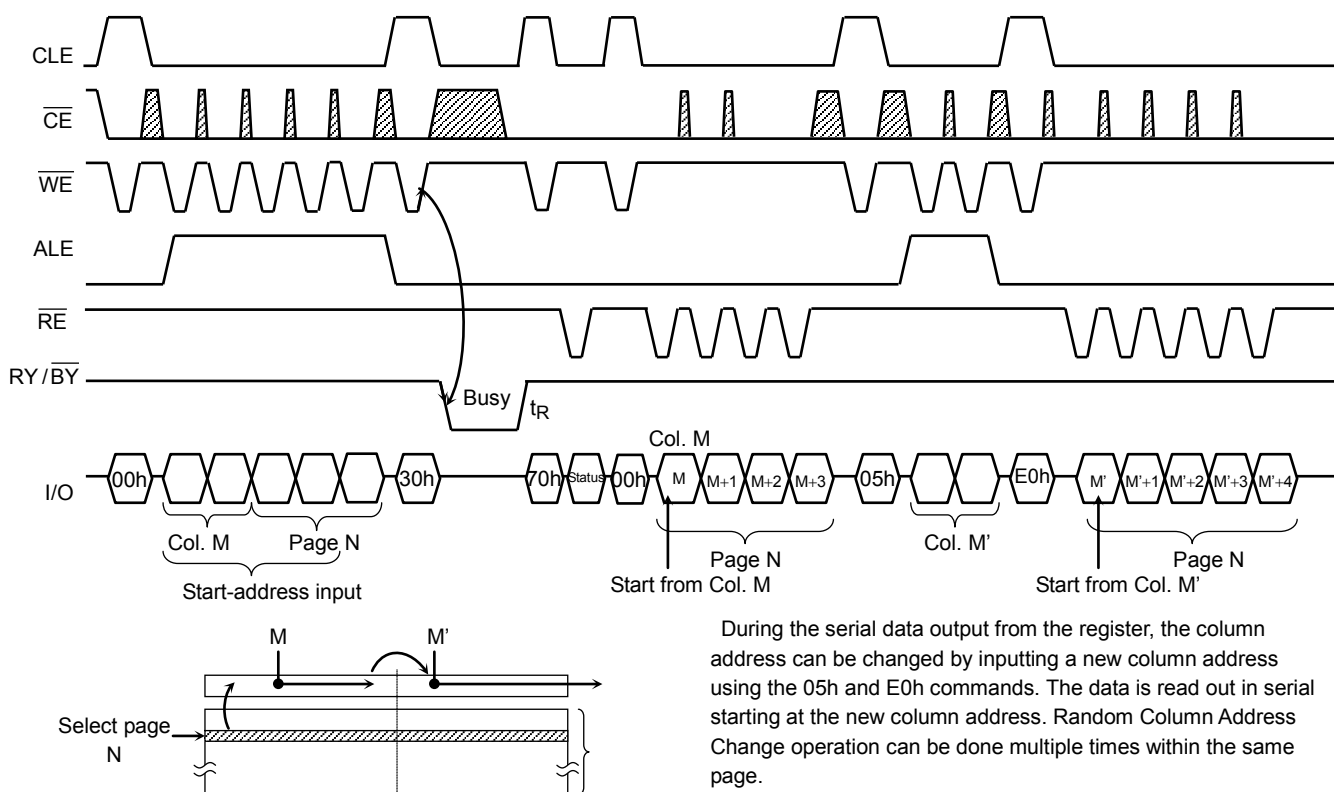 CLE
CE
WE
ALE
RE
RY/BY
Busy
tR
Col. M
I/O
00h
30h
70h
Status
00h
M
M+1
M+2
M+3
05h
E0h
M'
M'+1
M'+2
M'+3
M'+4
Col. M
Page N
Page N
Col. M'
Page N
Start-address input
Start from Col. M
Start from Col. M'
M
M'
Select page
N
During the serial data output from the register, the column
address can be changed by inputting a new column address
using the 05h and E0h commands. The data is read out in serial
starting at the new column address. Random Column Address
Change operation can be done multiple times within the same
page.